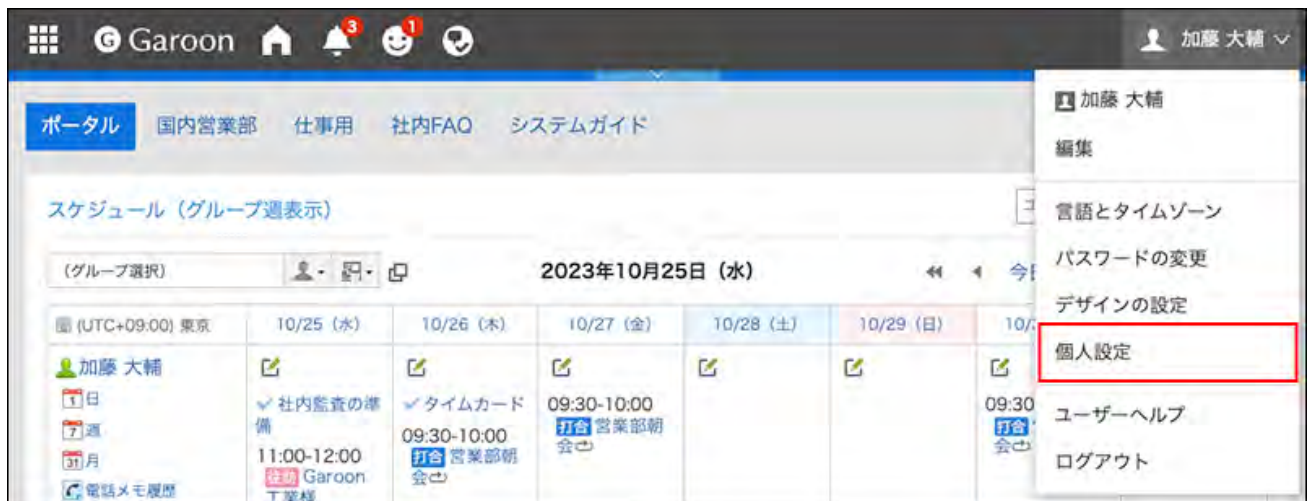 Garoon 3 1 加藤 大輔
加藤 大輔
編集
言語とタイムゾーン
パスワードの変更
デザインの設定
個人設定
ユーザーヘルプ
ログアウト
ポータル 国内営業部 仕事用 社内FAQ システムガイド
スケジュール（グループ週表示）
(グループ選択) 2023年10月25日（水） 今日
(UTC+09:00) 東京 10/25（水） 10/26（木） 10/27（金） 10/28（土） 10/29（日） 10/
加藤 大輔
1 日
7 週
31 月
電話メモ履歴
社内監査の準
備
11:00-12:00
往訪 Garoon
工業様
タイムカード
09:30-10:00
打合 営業部朝
会
09:30-10:00
打合 営業部朝
会
09:30
打合
会